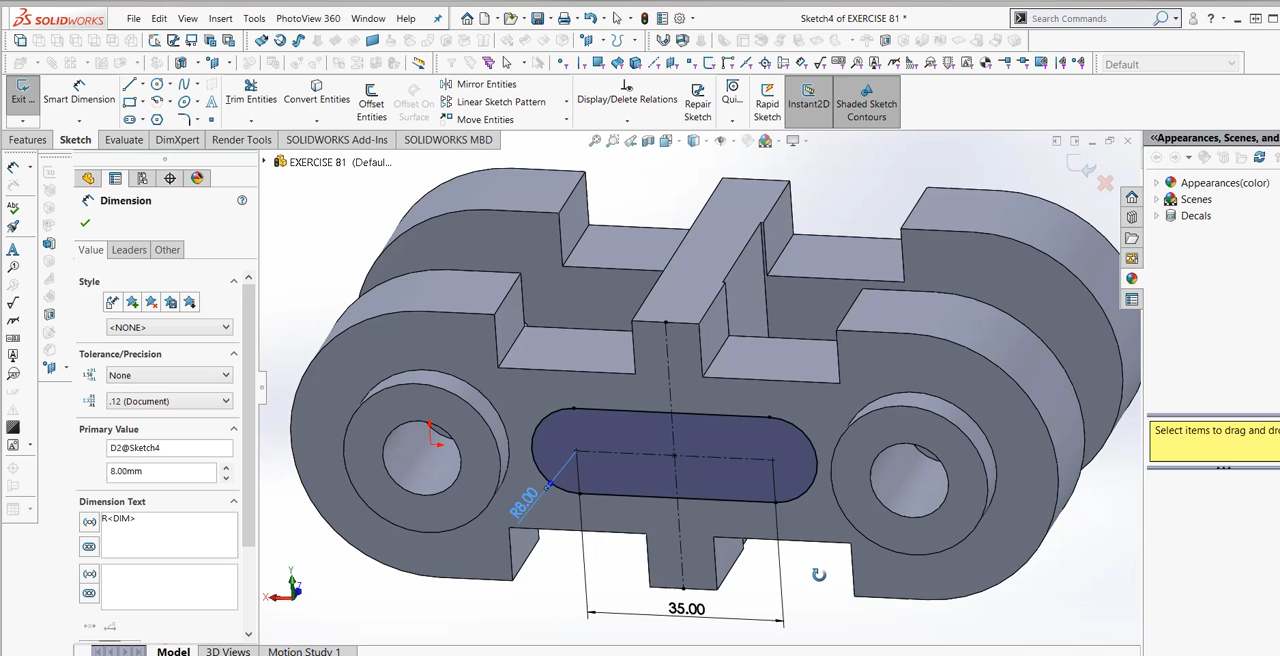 SOLIDWORKS File Edit View Insert Tools PhotoView 360 Window Help Sketch4 of EXERCISE 81 * Search Commands
Default
Exit ... Smart Dimension Trim Entities Convert Entities Offset Entities Offset On Surface Mirror Entities Linear Sketch Pattern Move Entities Display/Delete Relations Repair Sketch Qui... Rapid Sketch Instant2D Shaded Sketch Contours
Features Sketch Evaluate DimXpert Render Tools SOLIDWORKS Add-Ins SOLIDWORKS MBD
EXERCISE 81 (Defaul...
Appearances, Scenes, and
Dimension
Value Leaders Other
Style
<NONE>
Tolerance/Precision
None
.12 (Document)
Primary Value
D2@Sketch4
8.00mm
Dimension Text
R<DIM>
Appearances(color)
Scenes
Decals
Select items to drag and dro
R8.00
35.00
Y
X
Z
Model 3D Views Motion Study 1